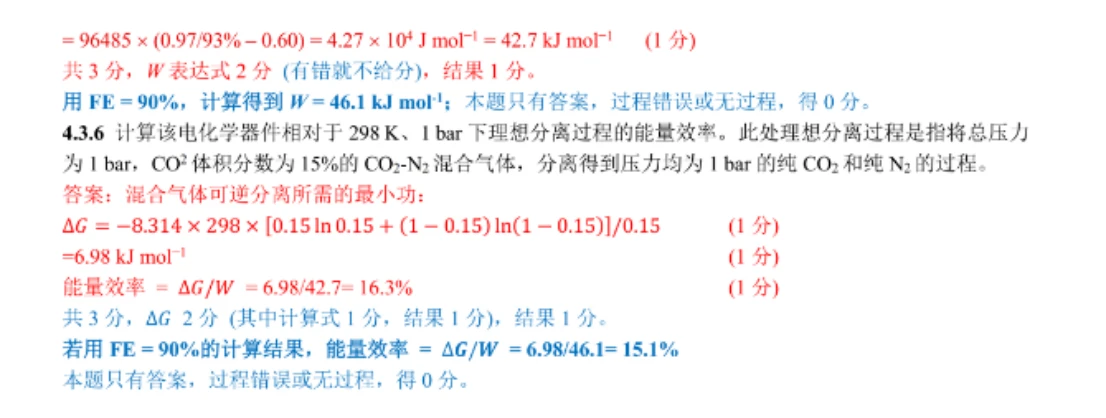 = 96485 × (0.97/93% – 0.60) = 4.27 × 10⁴ J mol⁻¹ = 42.7 kJ mol⁻¹ (1 分)
共 3 分，W 表达式 2 分 (有错就不给分)，结果 1 分。
用 FE = 90%，计算得到 W = 46.1 kJ mol⁻¹；本题只有答案，过程错误或无过程，得 0 分。
4.3.6 计算该电化学器件相对于 298 K、1 bar 下理想分离过程的能量效率。此处理想分离过程是指将总压力
为 1 bar，CO² 体积分数为 15%的 CO₂-N₂ 混合气体，分离得到压力均为 1 bar 的纯 CO₂ 和纯 N₂ 的过程。
答案：混合气体可逆分离所需的最小功：
ΔG = −8.314 × 298 × [0.15 ln 0.15 + (1 − 0.15) ln(1 − 0.15)]/0.15 (1 分)
=6.98 kJ mol⁻¹ (1 分)
能量效率 = ΔG/W = 6.98/42.7= 16.3% (1 分)
共 3 分，ΔG 2 分 (其中计算式 1 分，结果 1 分)，结果 1 分。
若用 FE = 90%的计算结果，能量效率 = ΔG/W = 6.98/46.1= 15.1%
本题只有答案，过程错误或无过程，得 0 分。